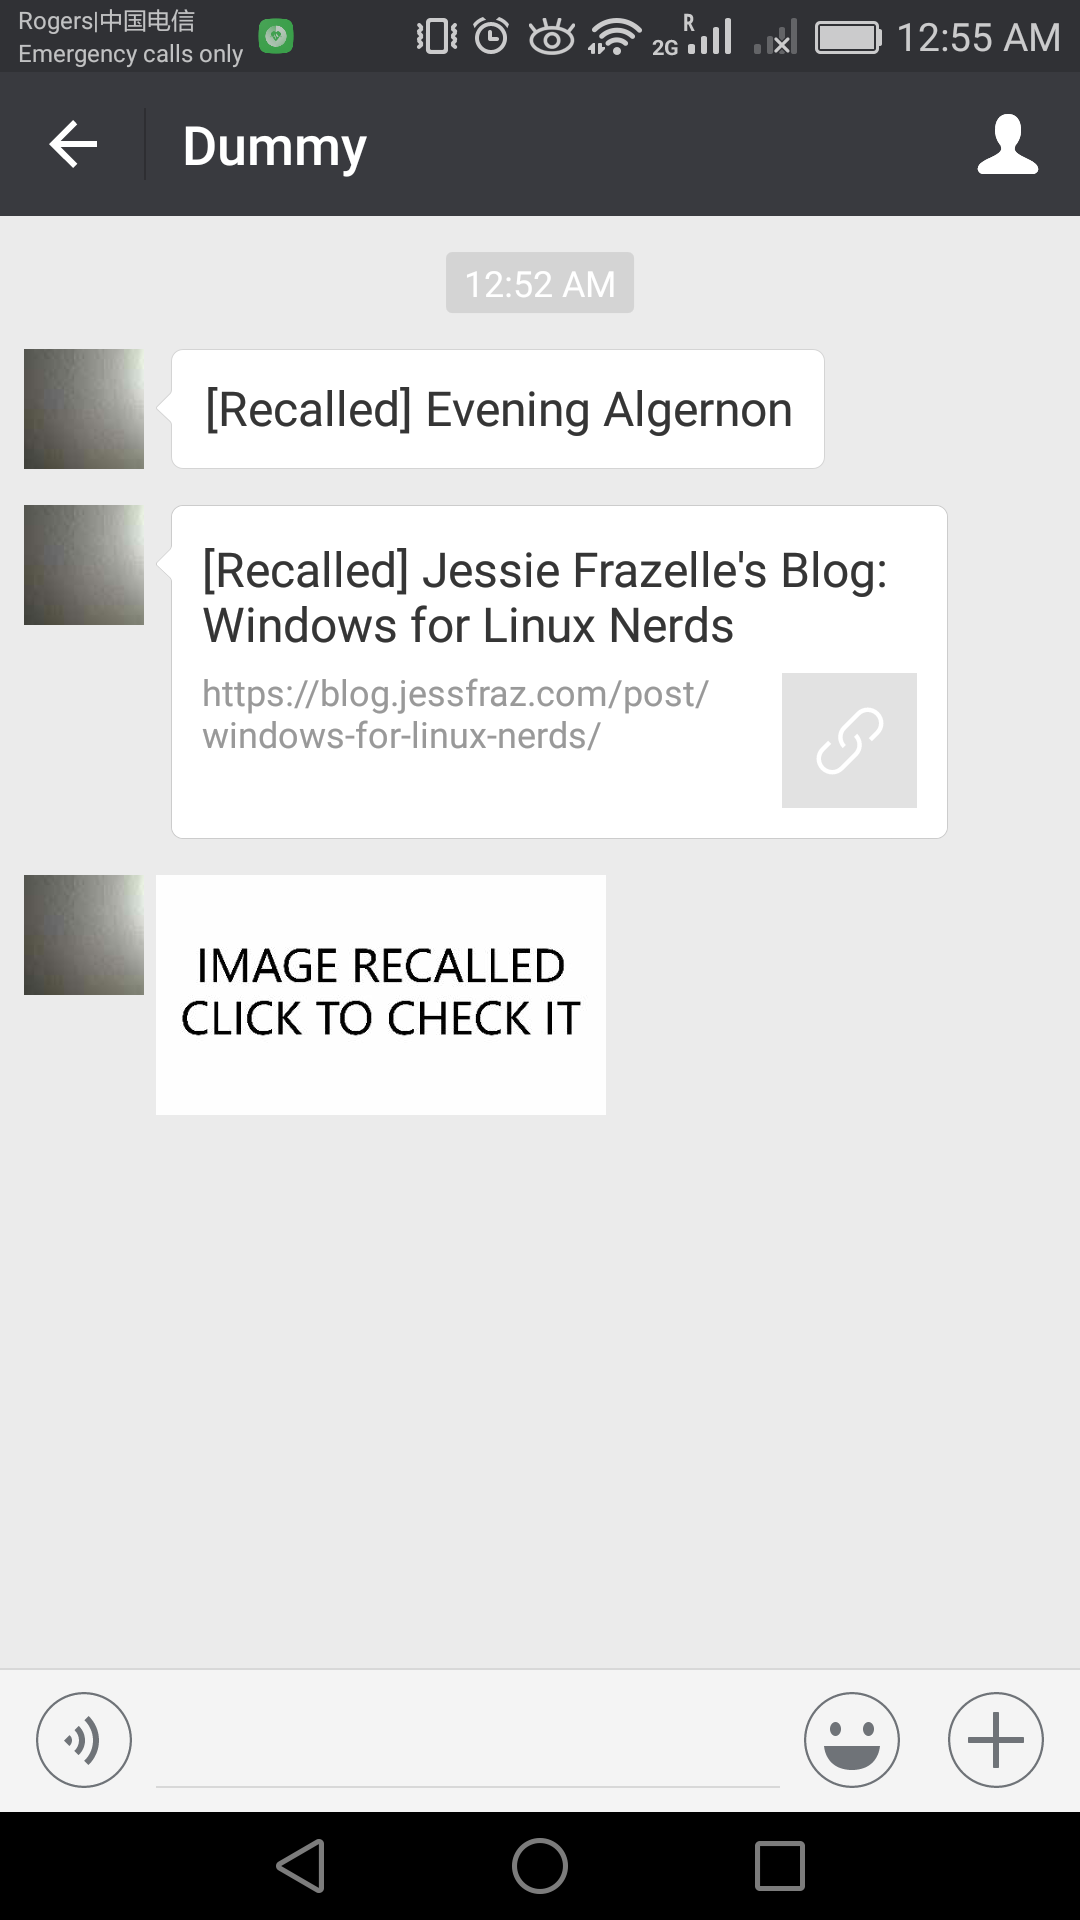 Rogers|中国电信
Emergency calls only
2G
R
12:55 AM
Dummy
12:52 AM
[Recalled] Evening Algernon
[Recalled] Jessie Frazelle's Blog:
Windows for Linux Nerds
https://blog.jessfraz.com/post/
windows-for-linux-nerds/
IMAGE RECALLED
CLICK TO CHECK IT